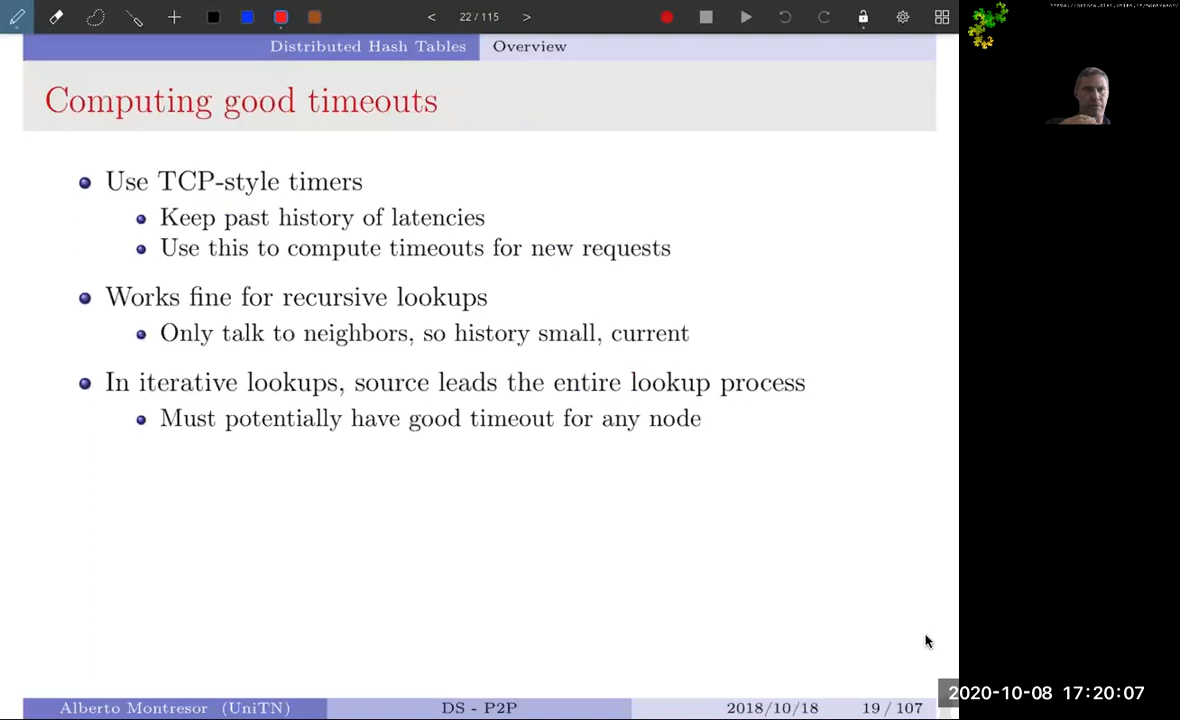 22 / 115
Distributed Hash Tables Overview
Computing good timeouts
Use TCP-style timers
Keep past history of latencies
Use this to compute timeouts for new requests
Works fine for recursive lookups
Only talk to neighbors, so history small, current
In iterative lookups, source leads the entire lookup process
Must potentially have good timeout for any node
Alberto Montresor (UniTN) DS - P2P 2018/10/18 19 / 107
2020-10-08 17:20:07